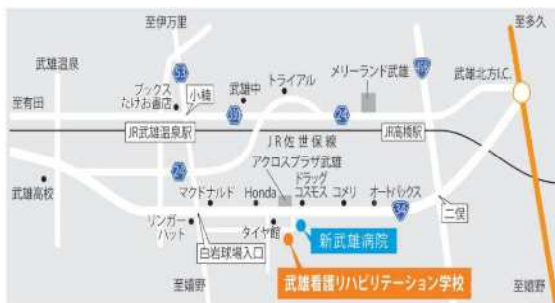 至伊万里
至多久
武雄温泉
53
小楠
ブックス
たけお書店
武雄中
トライアル
メリーランド武雄
武雄北方I.C.
至有田
JR武雄温泉駅
330
24
JR佐世保線
JR高橋駅
24
アクロスプラザ武雄
武雄高校
マクドナルド
Honda
ドラッグ
コスモス
コメリ
オートバックス
34
二俣
リンガー
ハット
タイヤ館
新武雄病院
白岩球場入口
武雄看護リハビリテーション学校
至嬉野
至嬉野